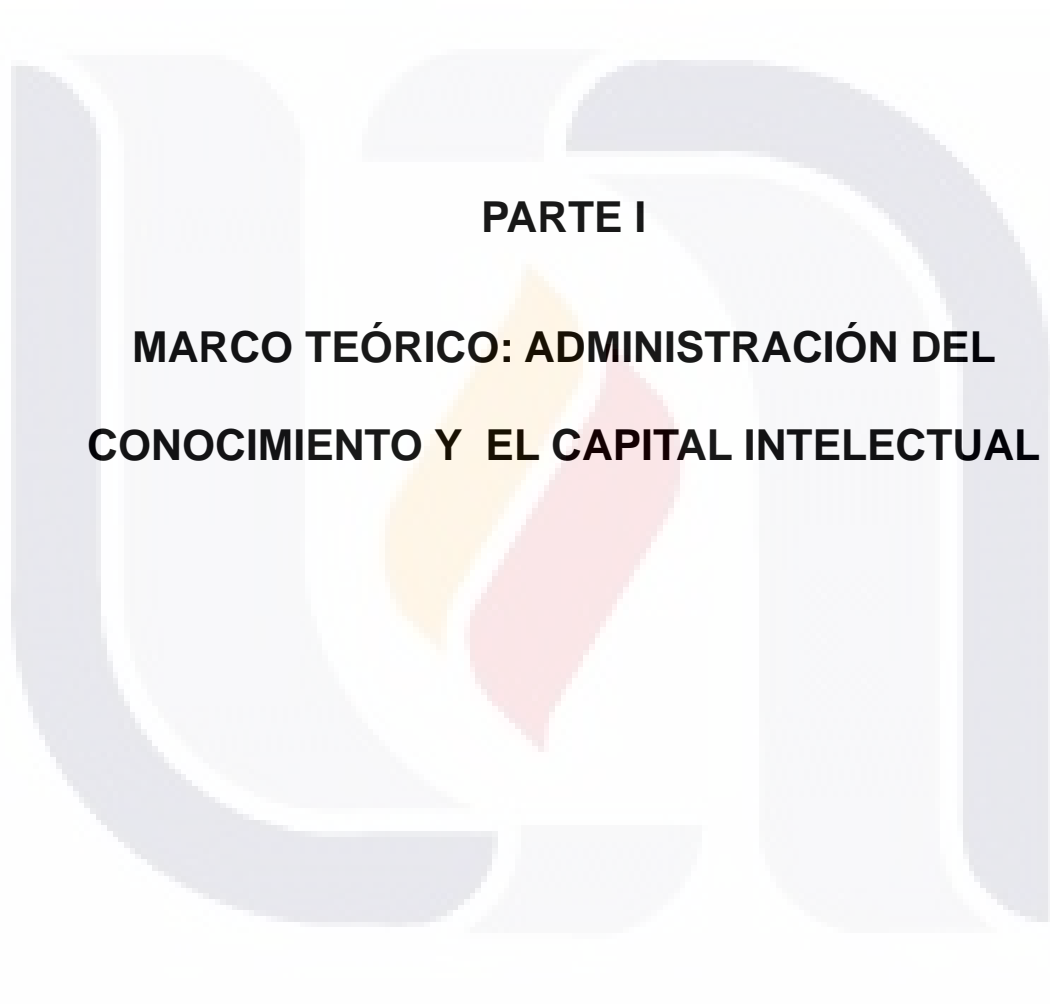 PARTE I
MARCO TEÓRICO: ADMINISTRACIÓN DEL
CONOCIMIENTO Y EL CAPITAL INTELECTUAL